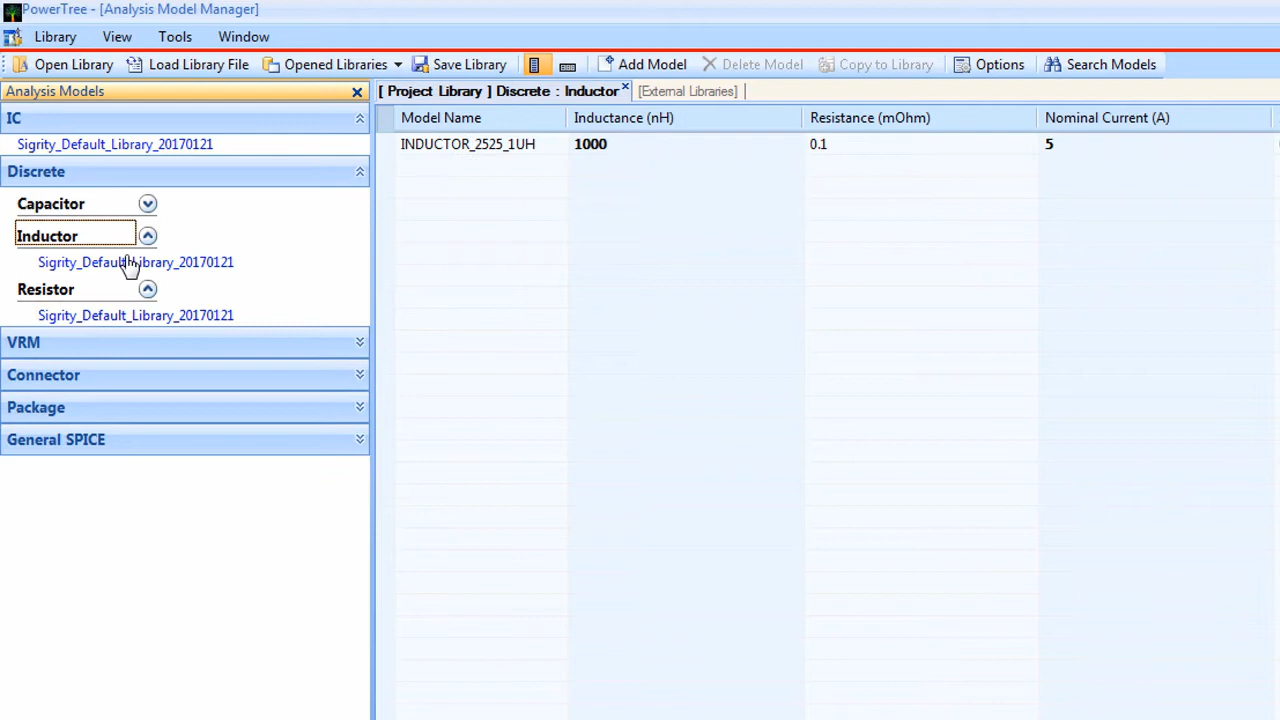 PowerTree - [Analysis Model Manager]
Library View Tools Window
Open Library Load Library File Opened Libraries Save Library Add Model Delete Model Copy to Library Options Search Models
Analysis Models
[ Project Library ] Discrete : Inductor [External Libraries]
IC
Sigrity_Default_Library_20170121
Discrete
Capacitor
Inductor
Sigrity_Default_Library_20170121
Resistor
Sigrity_Default_Library_20170121
VRM
Connector
Package
General SPICE
Model Name Inductance (nH) Resistance (mOhm) Nominal Current (A)
INDUCTOR_2525_1UH 1000 0.1 5